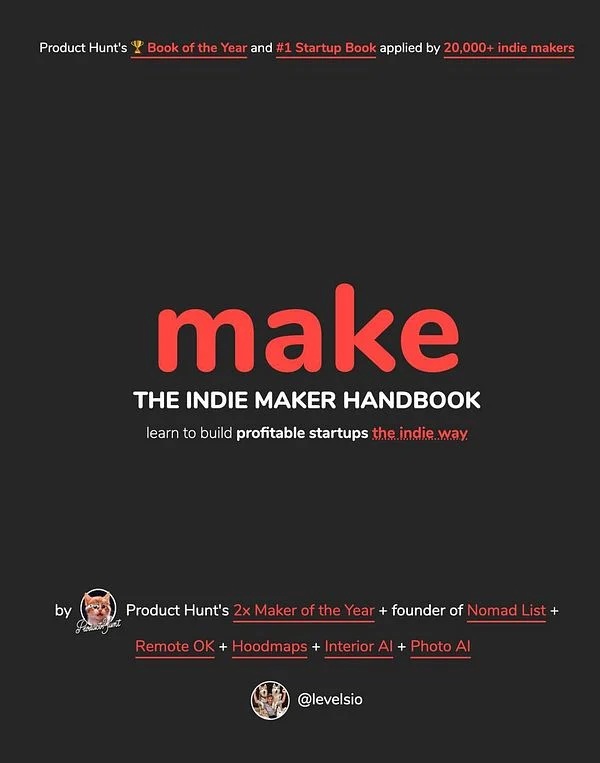 Product Hunt's 🏆 Book of the Year and #1 Startup Book applied by 20,000+ indie makers
make
THE INDIE MAKER HANDBOOK
learn to build profitable startups the indie way
by Product Hunt's 2x Maker of the Year + founder of Nomad List +
Product Hunt
Remote OK + Hoodmaps + Interior AI + Photo AI
@levelsio